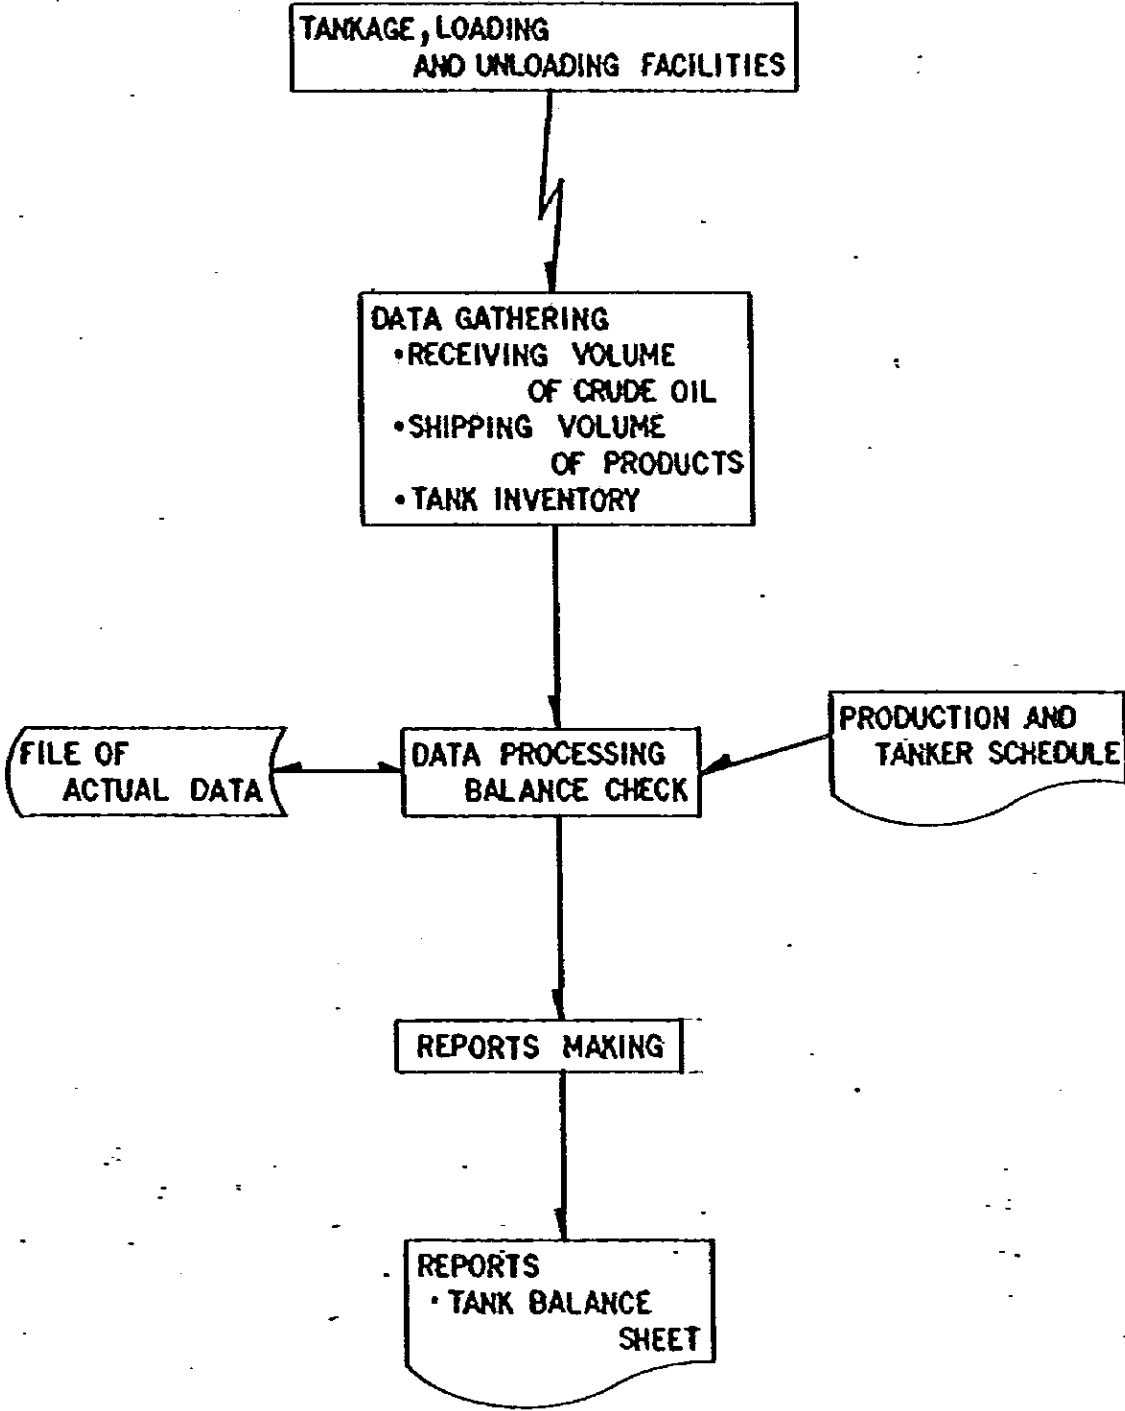 TANKAGE, LOADING
AND UNLOADING FACILITIES
DATA GATHERING
• RECEIVING VOLUME
OF CRUDE OIL
• SHIPPING VOLUME
OF PRODUCTS
• TANK INVENTORY
FILE OF
ACTUAL DATA
DATA PROCESSING
BALANCE CHECK
PRODUCTION AND
TANKER SCHEDULE
REPORTS MAKING
REPORTS
• TANK BALANCE
SHEET